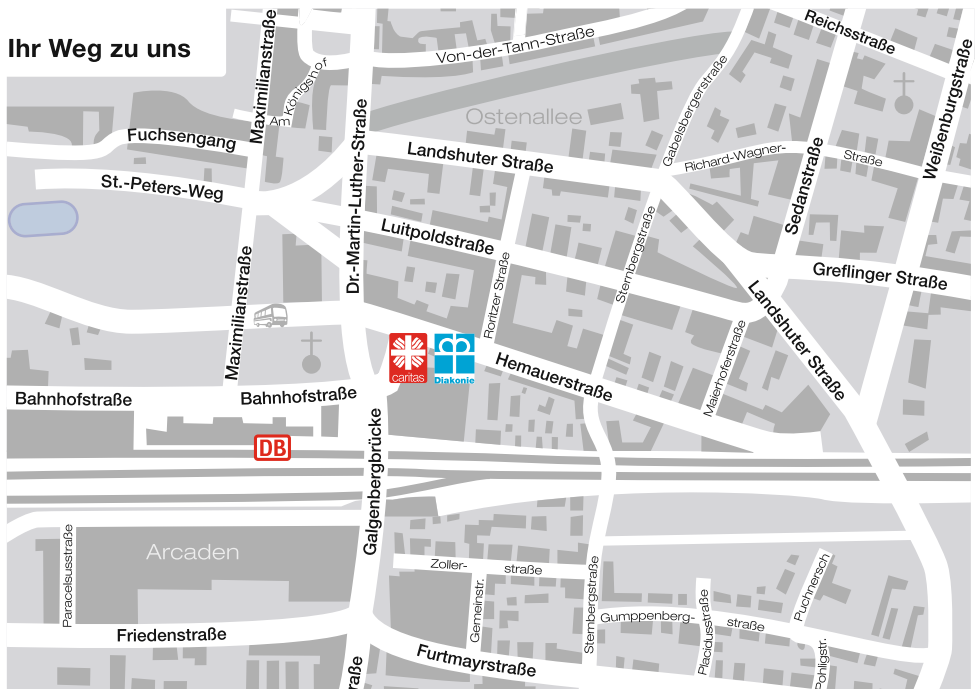 Ihr Weg zu uns
Maximilianstraße
Am Königshof
Von-der-Tann-Straße
Reichsstraße
Weißenburgstraße
Fuchsengang
Ostenallee
Gabelsbergerstraße
Dr.-Martin-Luther-Straße
Landshuter Straße
Richard-Wagner-
Straße
Sedanstraße
St.-Peters-Weg
Luitpoldstraße
Sternbergstraße
Roritzer Straße
Greflinger Straße
Landshuter Straße
Maximilianstraße
caritas
Diakonie
Hemauerstraße
Maierhoferstraße
Bahnhofstraße
Bahnhofstraße
DB
Galgenbergbrücke
Arcaden
Paracelsusstraße
Zoller-
straße
Gemeinstr.
Sternbergstraße
Gumppenberg-
straße
Placidusstraße
Puchnersch
Pohligstr.
Friedenstraße
Furtmayrstraße
raße